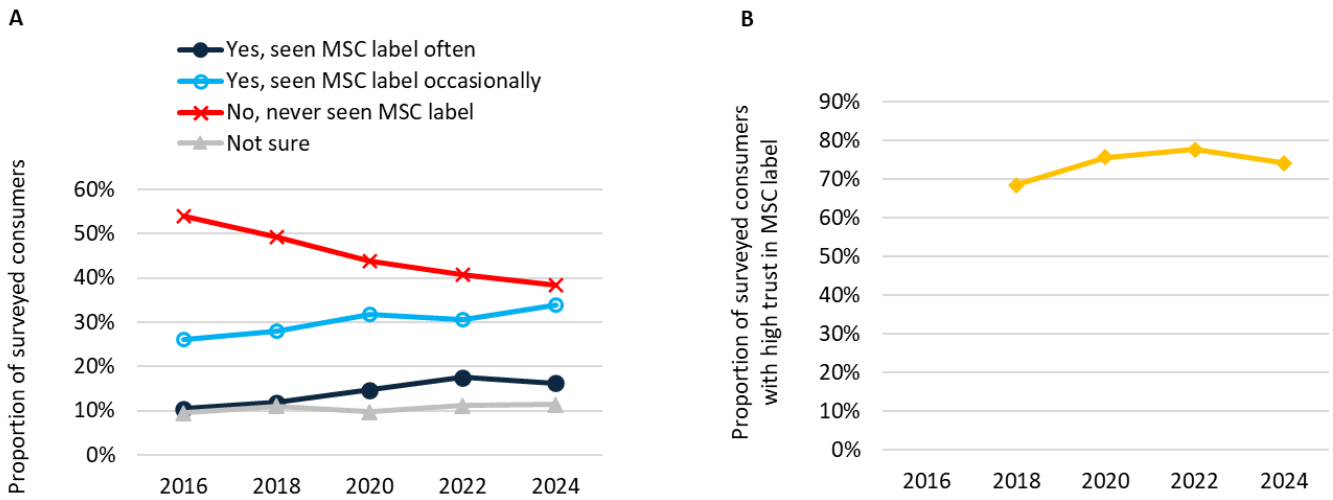 A
Yes, seen MSC label often
Yes, seen MSC label occasionally
No, never seen MSC label
Not sure
Proportion of surveyed consumers
60%
50%
40%
30%
20%
10%
0%
2016 2018 2020 2022 2024
B
Proportion of surveyed consumers
with high trust in MSC label
90%
80%
70%
60%
50%
40%
30%
20%
10%
0%
2016 2018 2020 2022 2024